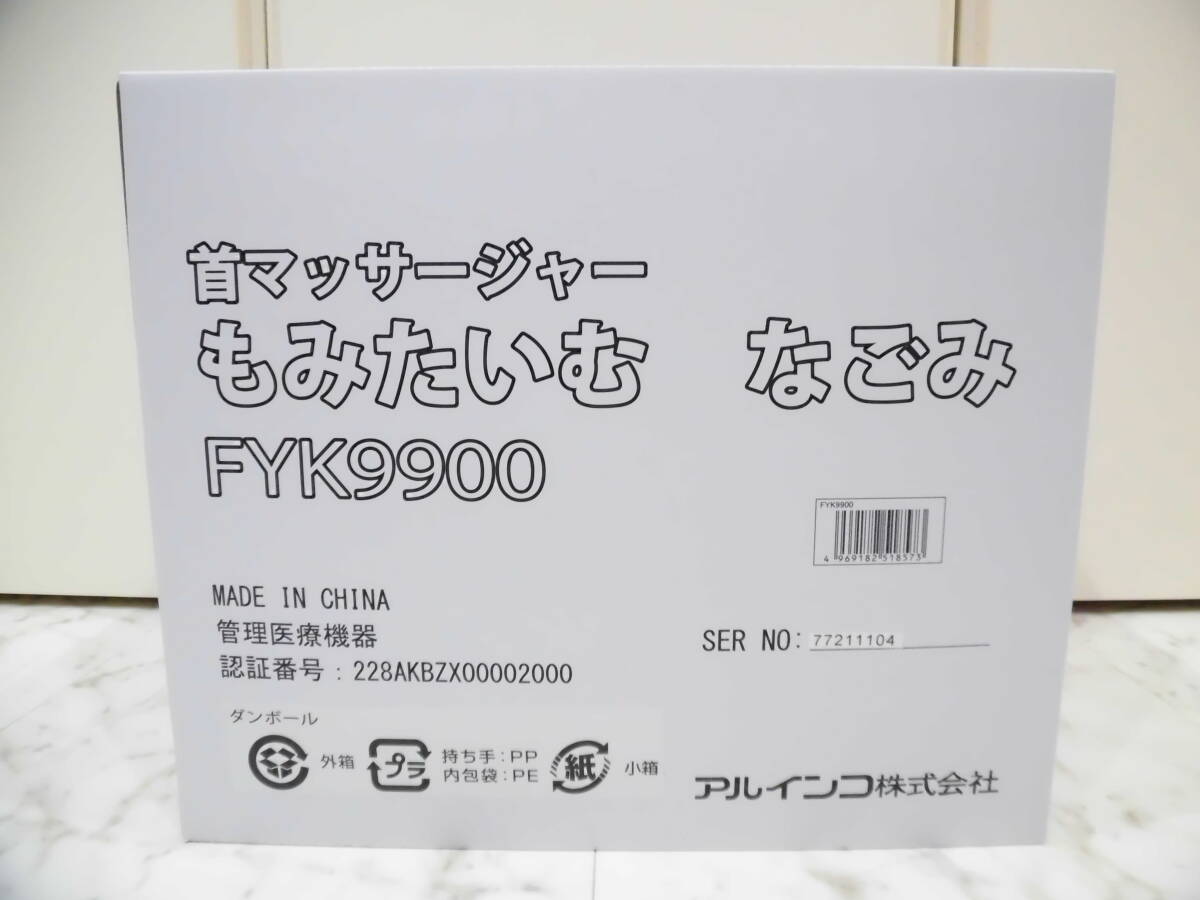 首マッサージャー
もみたいむ　なごみ
FYK9900
FYK9900
4 969182 518573
MADE IN CHINA
管理医療機器
認証番号：228AKBZX00002000
SER NO: 77211104
ダンボール
外箱
プラ
持ち手：PP
内包袋：PE
紙
小箱
アルインコ株式会社